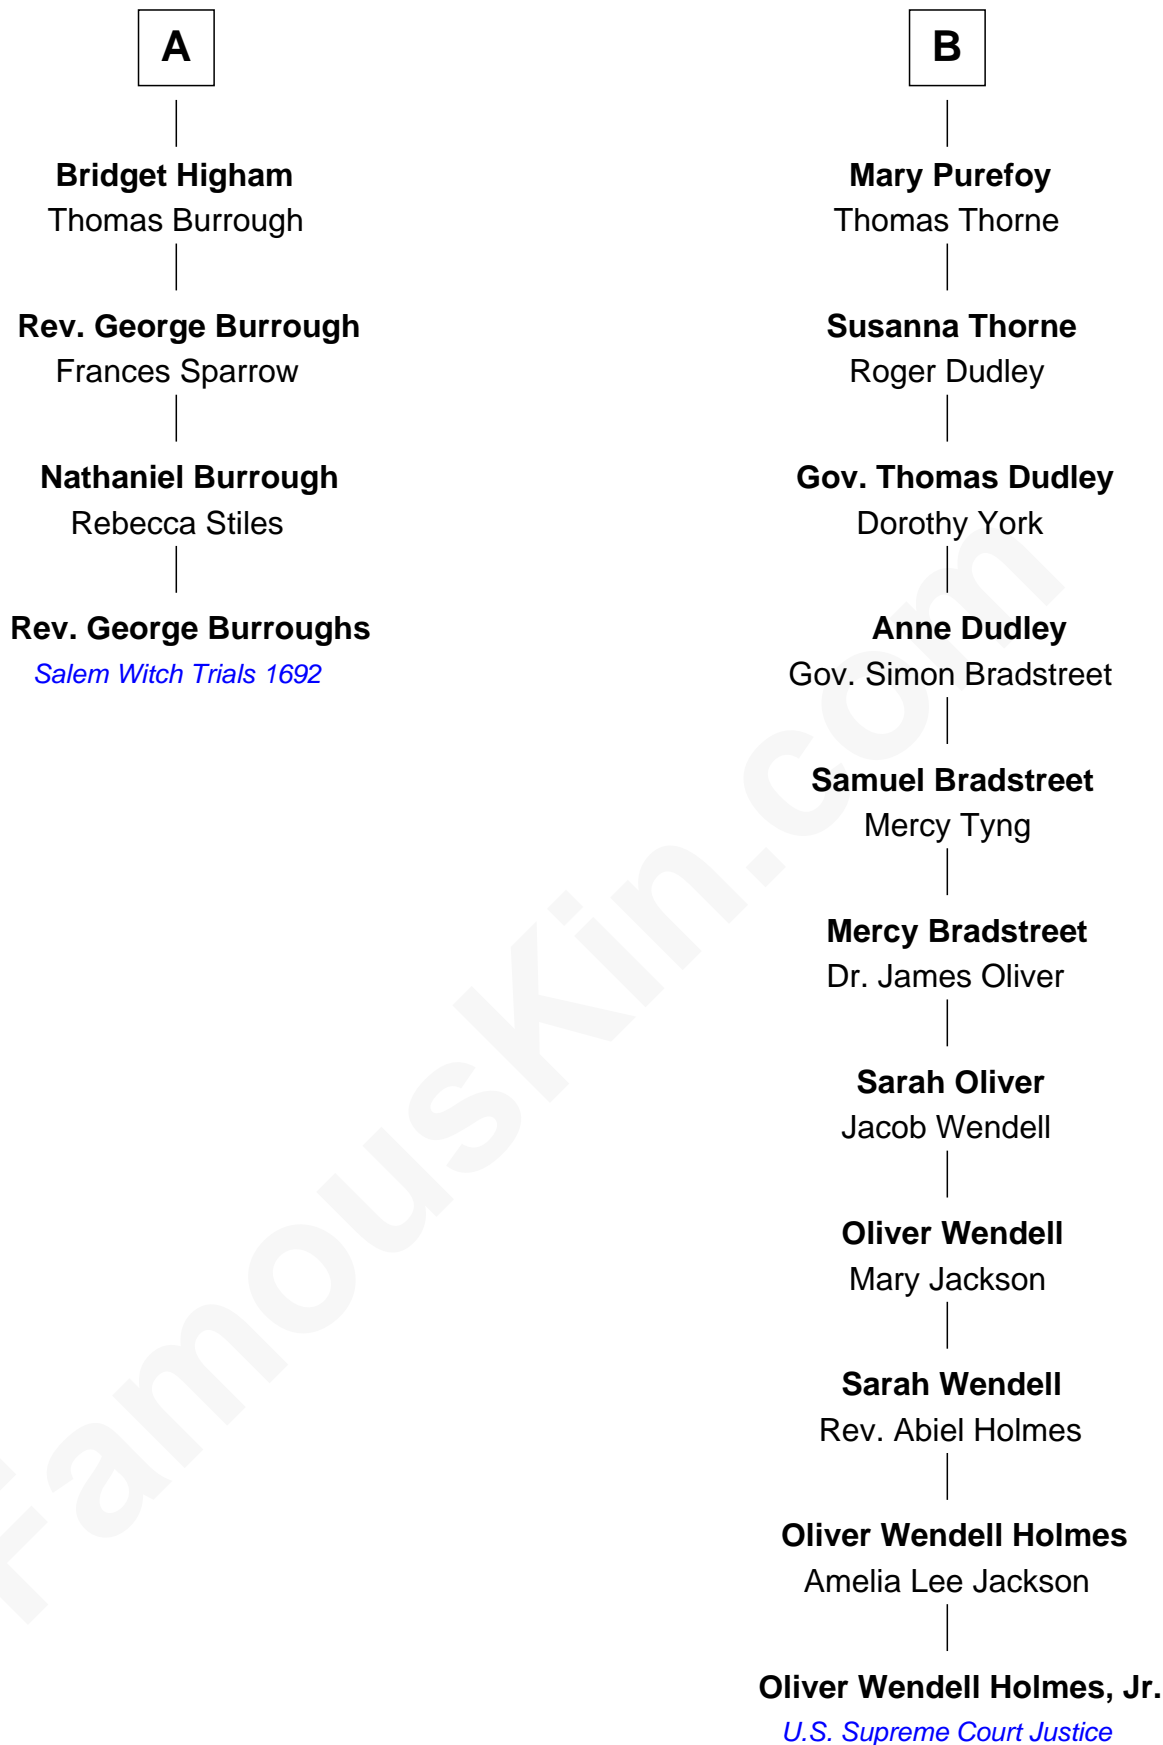 A
Bridget Higham
Thomas Burrough
Rev. George Burrough
Frances Sparrow
Nathaniel Burrough
Rebecca Stiles
Rev. George Burroughs
Salem Witch Trials 1692
B
Mary Purefoy
Thomas Thorne
Susanna Thorne
Roger Dudley
Gov. Thomas Dudley
Dorothy York
Anne Dudley
Gov. Simon Bradstreet
Samuel Bradstreet
Mercy Tyng
Mercy Bradstreet
Dr. James Oliver
Sarah Oliver
Jacob Wendell
Oliver Wendell
Mary Jackson
Sarah Wendell
Rev. Abiel Holmes
Oliver Wendell Holmes
Amelia Lee Jackson
Oliver Wendell Holmes, Jr.
U.S. Supreme Court Justice
FamousKin.com